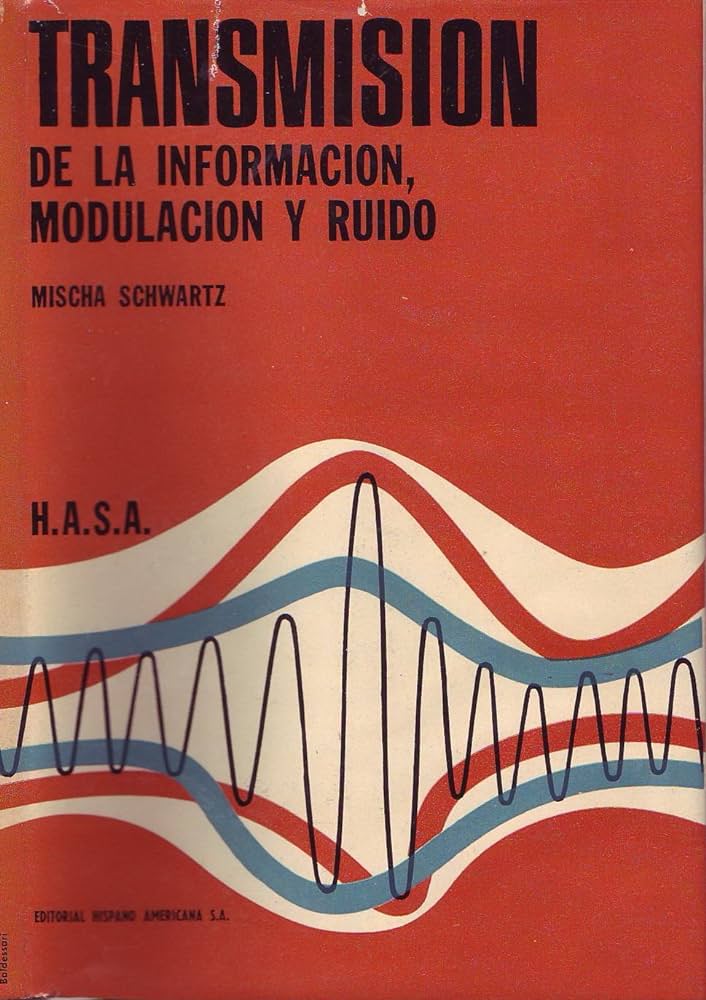 TRANSMISION
DE LA INFORMACION,
MODULACION Y RUIDO
MISCHA SCHWARTZ
H.A.S.A.
EDITORIAL HISPANO AMERICANA S.A.
Baldessari